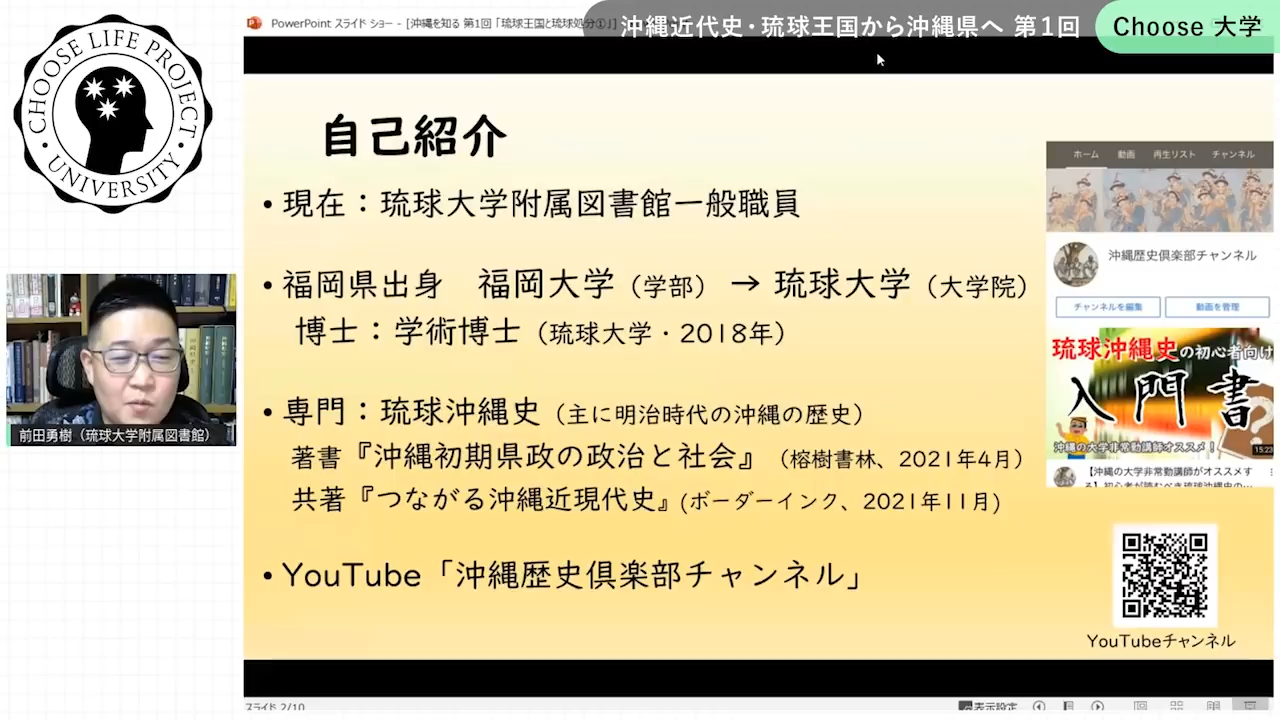 PowerPoint スライド ショー - [沖縄を知る 第1回 「琉球王国と琉球処分①」]
沖縄近代史・琉球王国から沖縄県へ 第1回
Choose 大学
CHOOSE LIFE PROJECT
UNIVERSITY
自己紹介
• 現在：琉球大学附属図書館一般職員
• 福岡県出身 福岡大学（学部） → 琉球大学（大学院）
博士：学術博士（琉球大学・2018年）
• 専門：琉球沖縄史（主に明治時代の沖縄の歴史）
著書『沖縄初期県政の政治と社会』（榕樹書林、2021年4月）
共著『つながる沖縄近現代史』(ボーダーインク、2021年11月)
• YouTube「沖縄歴史倶楽部チャンネル」
ホーム 動画 再生リスト チャンネル
沖縄歴史倶楽部チャンネル
チャンネルを編集 動画を管理
琉球沖縄史の初心者向け
入門書
沖縄の大学非常勤講師オススメ！
15:23
【沖縄の大学非常勤講師がオススメす
る】初心者が読むべき琉球沖縄史の…
YouTubeチャンネル
前田勇樹（琉球大学附属図書館）
スライド 2/10
表示設定